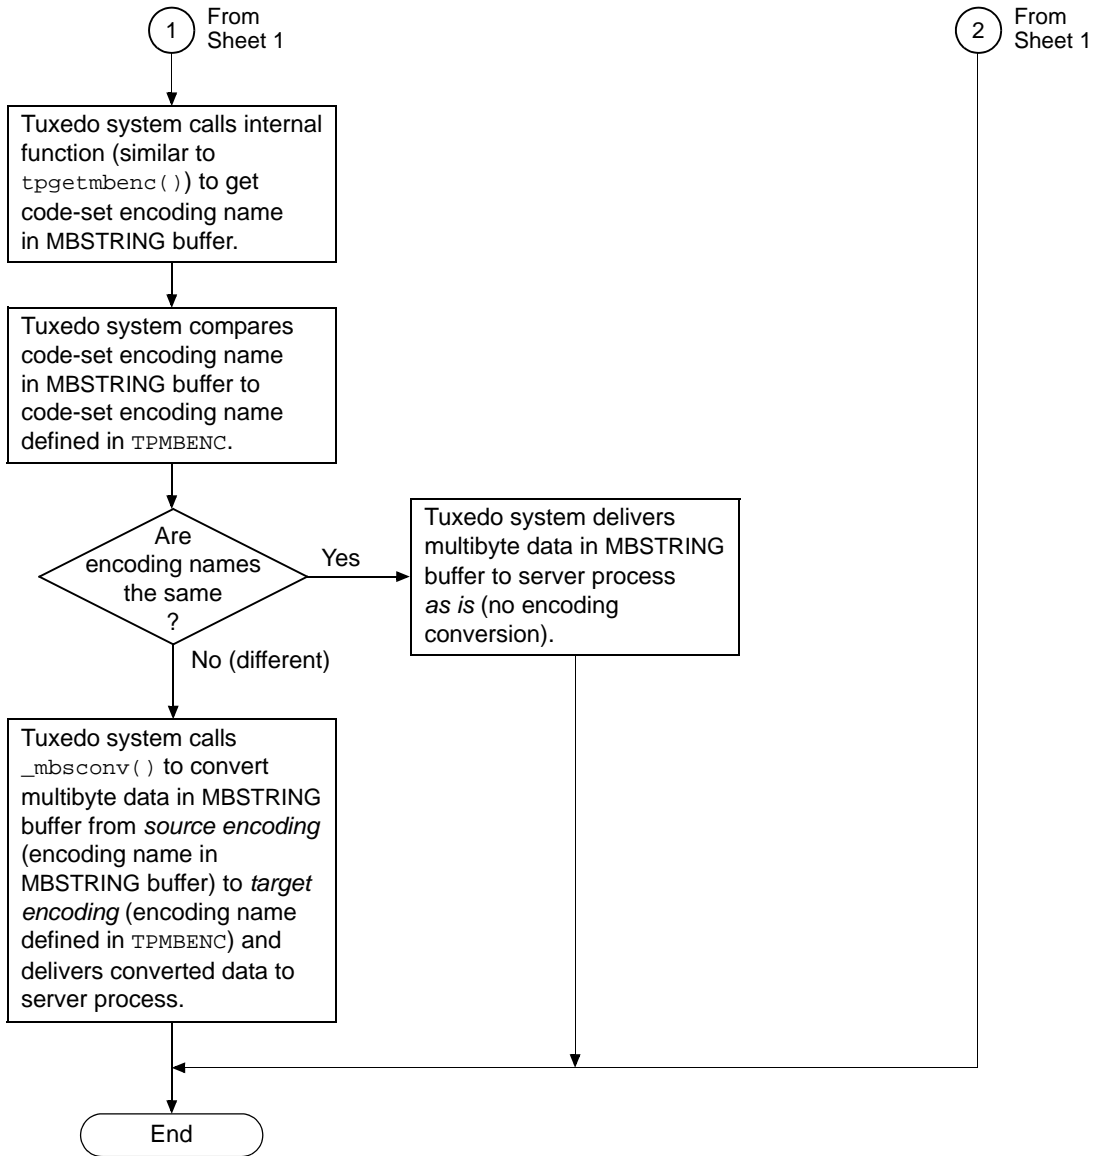 1
From
Sheet 1
2
From
Sheet 1
Tuxedo system calls internal
function (similar to
tpgetmbenc()) to get
code-set encoding name
in MBSTRING buffer.
Tuxedo system compares
code-set encoding name
in MBSTRING buffer to
code-set encoding name
defined in TPMBENC.
Are
encoding names
the same
?
Yes
Tuxedo system delivers
multibyte data in MBSTRING
buffer to server process
as is (no encoding
conversion).
No (different)
Tuxedo system calls
_mbsconv() to convert
multibyte data in MBSTRING
buffer from source encoding
(encoding name in
MBSTRING buffer) to target
encoding (encoding name
defined in TPMBENC) and
delivers converted data to
server process.
End